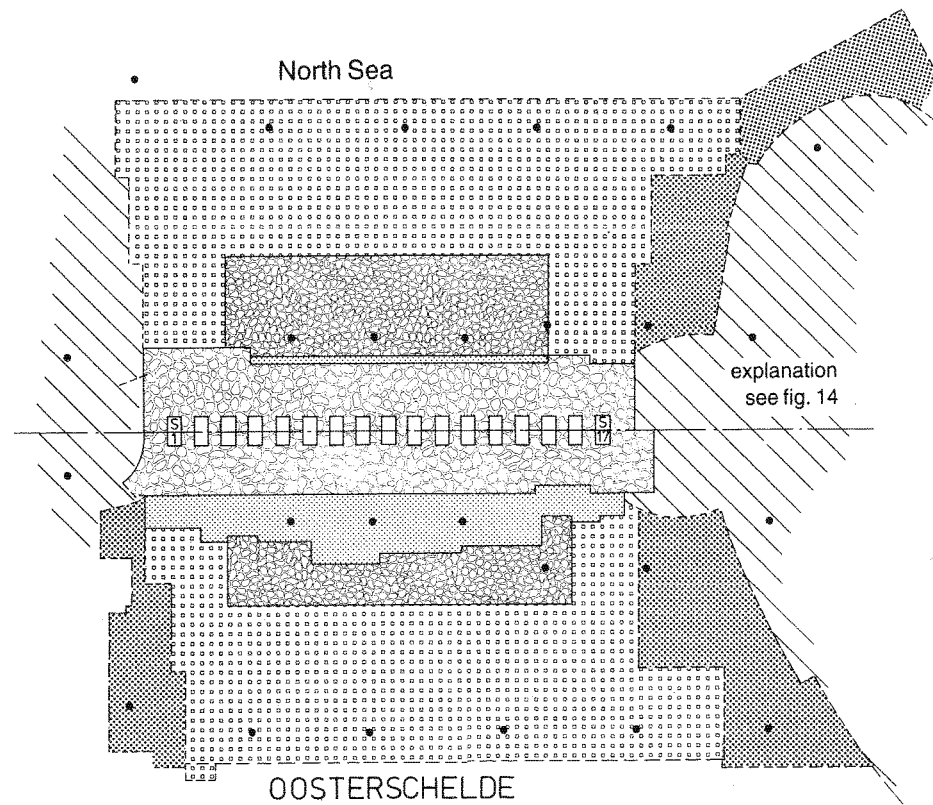 North Sea
explanation
see fig. 14
S
1
S
17
OOSTERSCHELDE